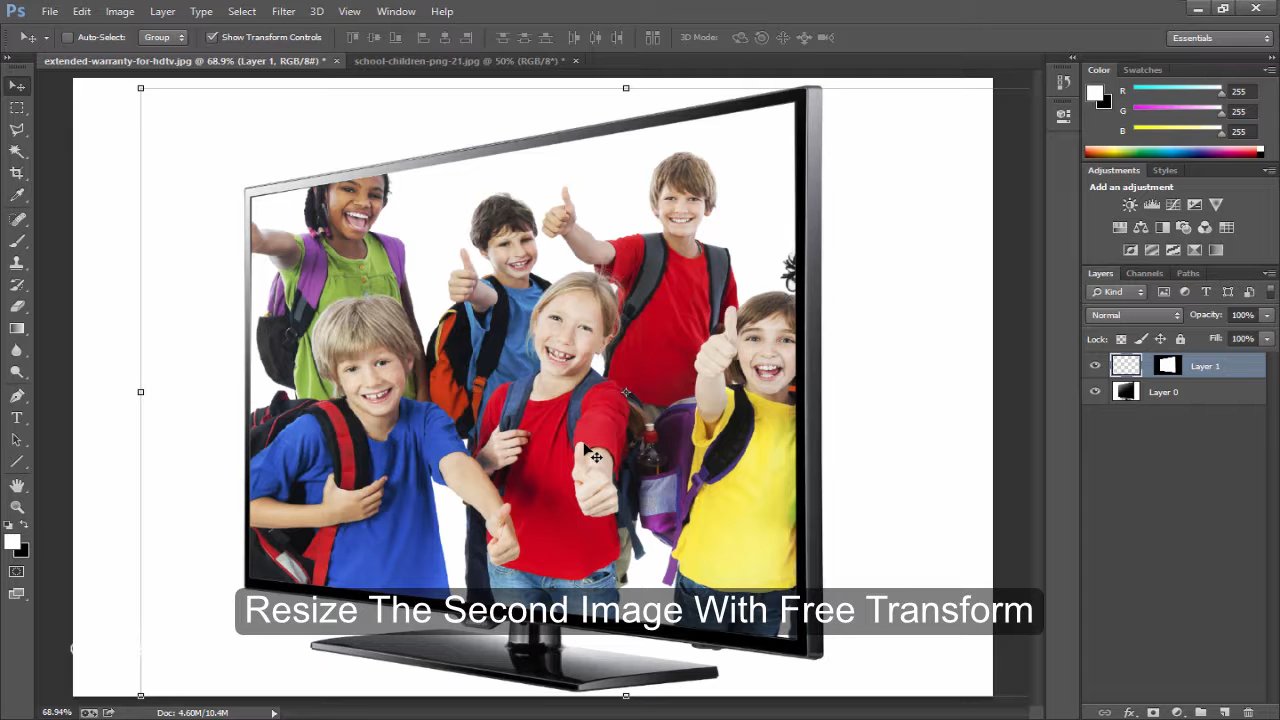 Ps File Edit Image Layer Type Select Filter 3D View Window Help
Auto-Select: Group Show Transform Controls 3D Mode: Essentials
extended-warranty-for-hdtv.jpg @ 68.9% (Layer 1, RGB/8#) * × school-children-png-21.jpg @ 50% (RGB/8*) * ×
Color Swatches
R 255
G 255
B 255
Adjustments Styles
Add an adjustment
Layers Channels Paths
Kind
Normal Opacity: 100%
Lock: Fill: 100%
Layer 1
Layer 0
Resize The Second Image With Free Transform
68.94% Doc: 4.60M/10.4M